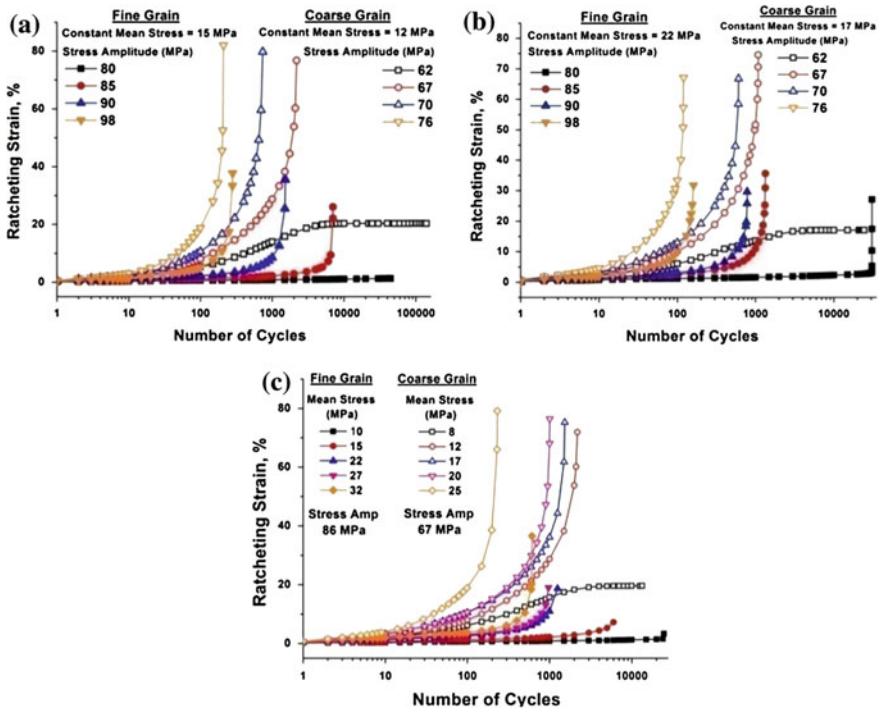 (a)
Fine Grain
Coarse Grain
Constant Mean Stress = 15 MPa
Constant Mean Stress = 12 MPa
Stress Amplitude (MPa)
Stress Amplitude (MPa)
80
85
90
98
62
67
70
76
80
60
40
20
0
Ratcheting Strain, %
1
10
100
1000
10000
100000
Number of Cycles
(b)
Fine Grain
Coarse Grain
Constant Mean Stress = 22 MPa
Constant Mean Stress = 17 MPa
Stress Amplitude (MPa)
Stress Amplitude (MPa)
80
85
90
98
62
67
70
76
80
70
60
50
40
30
20
10
0
Ratcheting Strain, %
1
10
100
1000
10000
Number of Cycles
(c)
Fine Grain
Coarse Grain
Mean Stress
(MPa)
Mean Stress
(MPa)
10
15
22
27
32
8
12
17
20
25
Stress Amp
86 MPa
Stress Amp
67 MPa
80
60
40
20
0
Ratcheting Strain, %
1
10
100
1000
10000
Number of Cycles